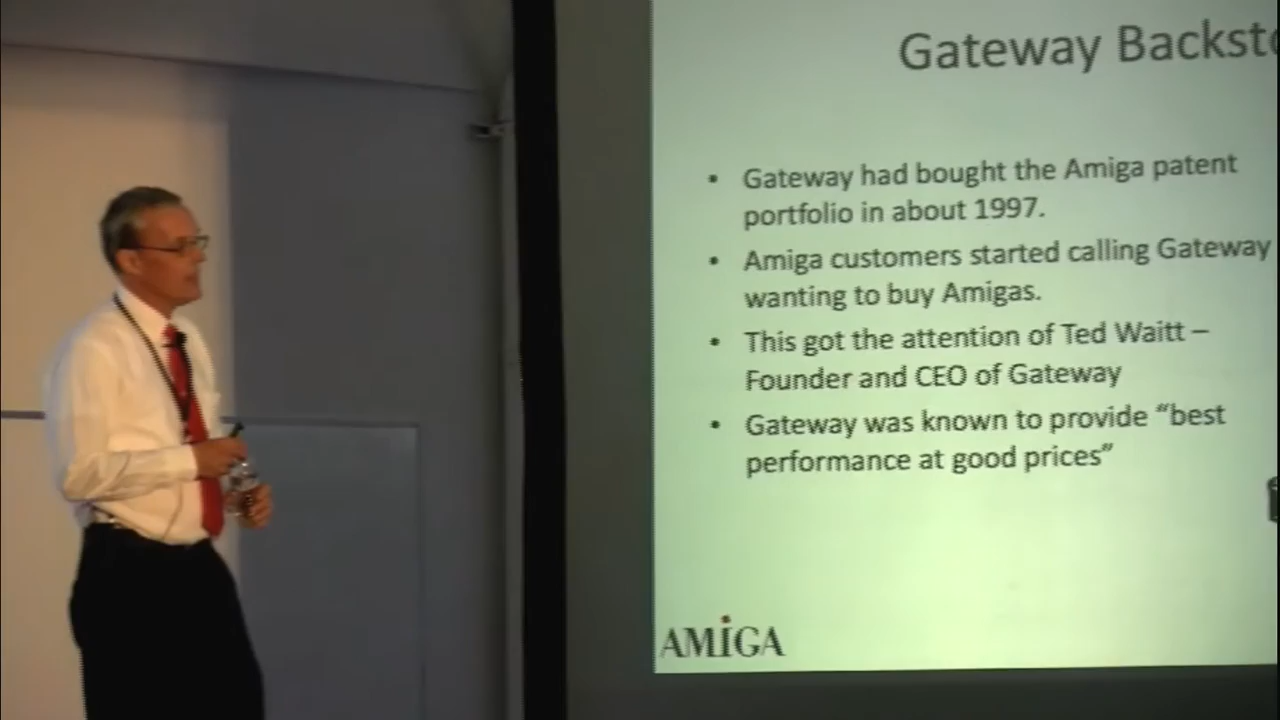 Gateway Backsto
• Gateway had bought the Amiga patent
portfolio in about 1997.
• Amiga customers started calling Gateway
wanting to buy Amigas.
• This got the attention of Ted Waitt –
Founder and CEO of Gateway
• Gateway was known to provide “best
performance at good prices”
AMiGA